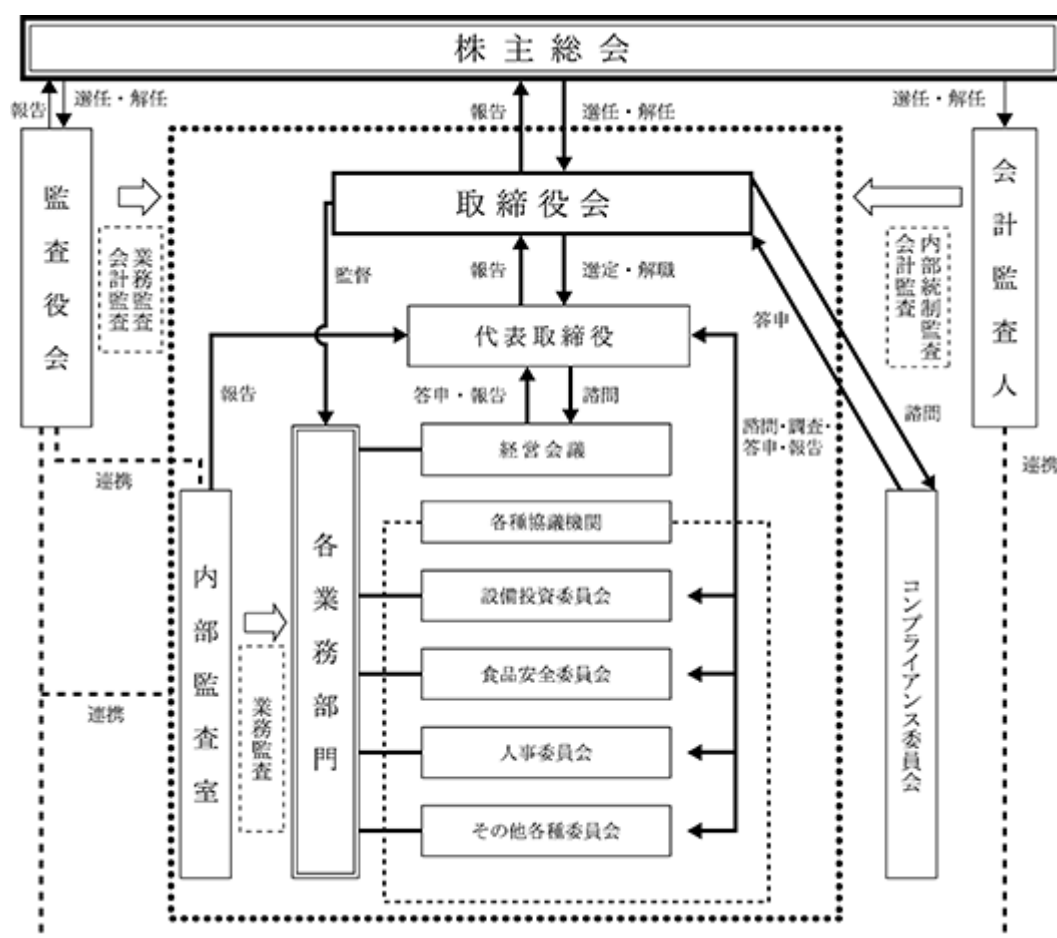 株主総会
報告
選任・解任
報告
選任・解任
選任・解任
監査役会
業務監査
会計監査
取締役会
会計監査人
内部統制監査
会計監査
監督
報告
選定・解職
答申
代表取締役
報告
答申・報告
諮問
諮問・調査・
答申・報告
諮問
連携
連携
経営会議
各種協議機関
内部監査室
業務監査
各業務部門
設備投資委員会
食品安全委員会
人事委員会
その他各種委員会
コンプライアンス委員会
連携